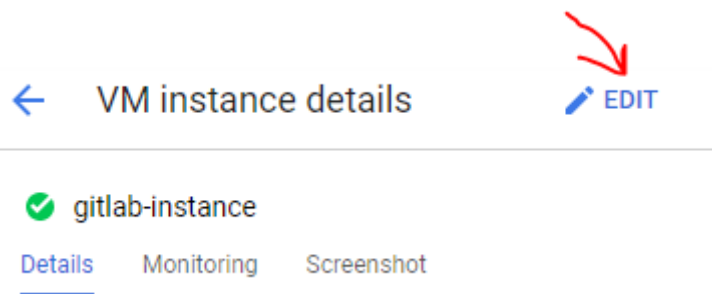 VM instance details EDIT
gitlab-instance
Details Monitoring Screenshot